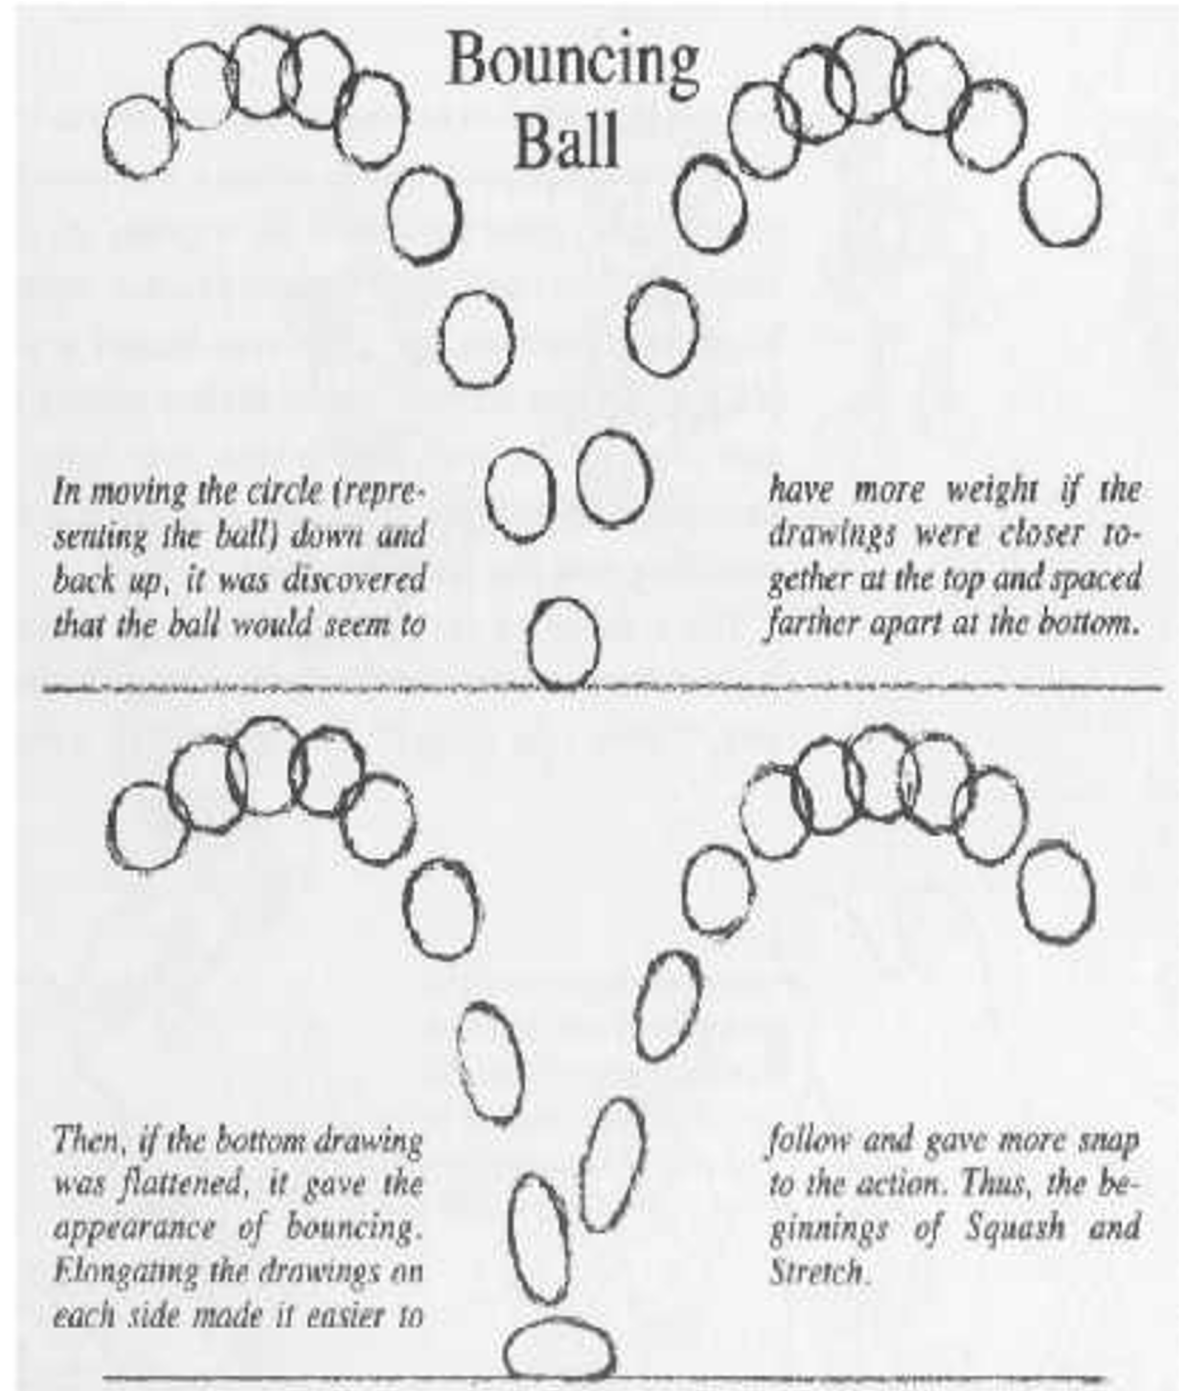 Bouncing
Ball
In moving the circle (repre-
senting the ball) down and
back up, it was discovered
that the ball would seem to
have more weight if the
drawings were closer to-
gether at the top and spaced
farther apart at the bottom.
Then, if the bottom drawing
was flattened, it gave the
appearance of bouncing.
Elongating the drawings on
each side made it easier to
follow and gave more snap
to the action. Thus, the be-
ginnings of Squash and
Stretch.